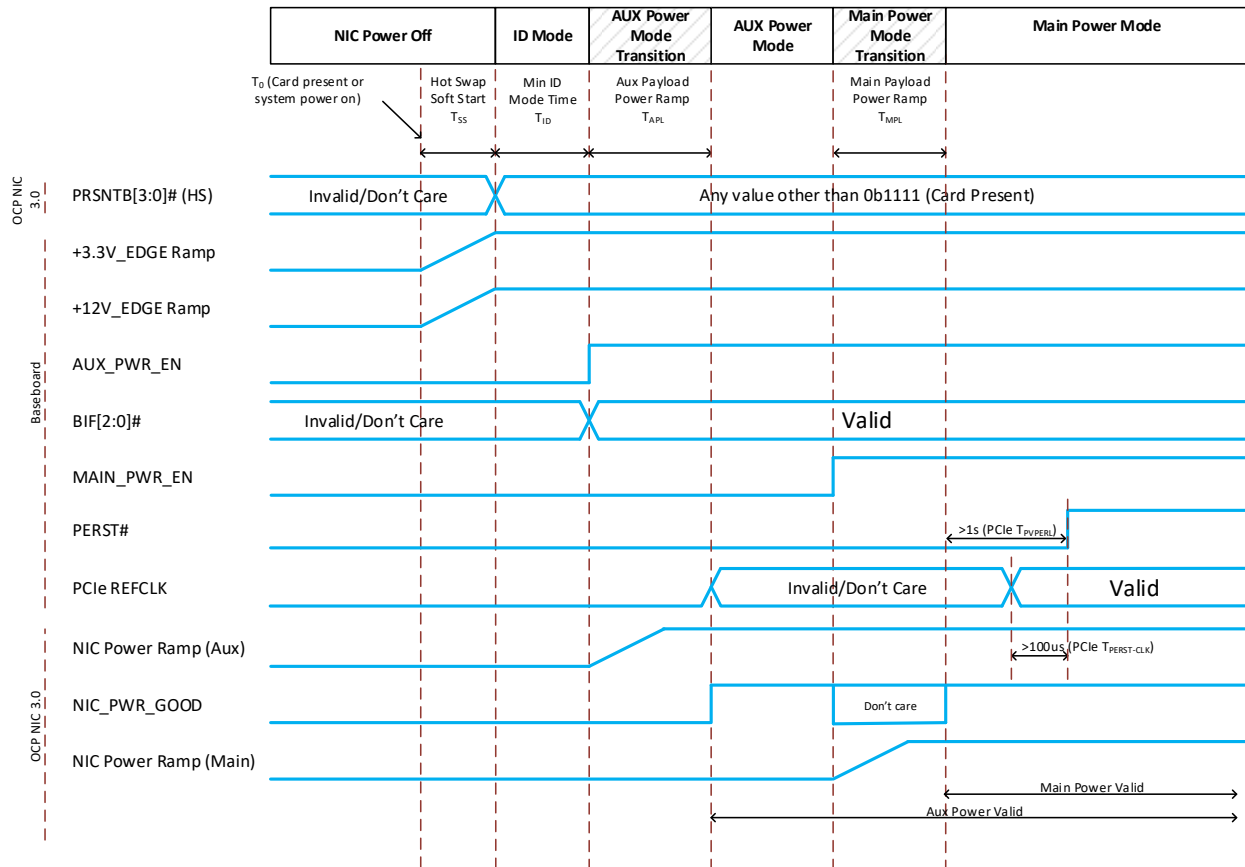 NIC Power Off
ID Mode
AUX Power
Mode
Transition
AUX Power
Mode
Main Power
Mode
Transition
Main Power Mode
T0 (Card present or
system power on)
Hot Swap
Soft Start
TSS
Min ID
Mode Time
TID
Aux Payload
Power Ramp
TAPL
Main Payload
Power Ramp
TMPL
OCP NIC
3.0
PRSNTB[3:0]# (HS)
Invalid/Don't Care
Any value other than 0b1111 (Card Present)
Baseboard
+3.3V_EDGE Ramp
+12V_EDGE Ramp
AUX_PWR_EN
BIF[2:0]#
Invalid/Don't Care
Valid
MAIN_PWR_EN
PERST#
>1s (PCIe TPVPERL)
PCIe REFCLK
Invalid/Don't Care
Valid
OCP NIC 3.0
NIC Power Ramp (Aux)
>100us (PCIe TPERST-CLK)
NIC_PWR_GOOD
Don't care
NIC Power Ramp (Main)
Main Power Valid
Aux Power Valid